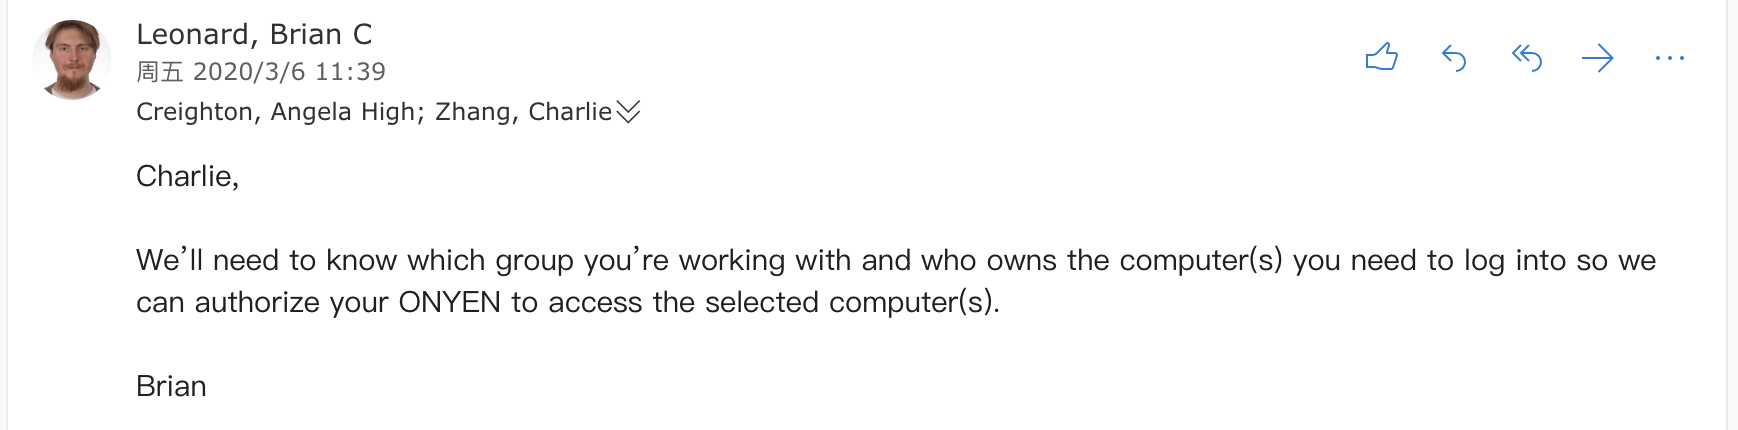 Leonard, Brian C
周五 2020/3/6 11:39
Creighton, Angela High; Zhang, Charlie
Charlie,
We’ll need to know which group you’re working with and who owns the computer(s) you need to log into so we
can authorize your ONYEN to access the selected computer(s).
Brian